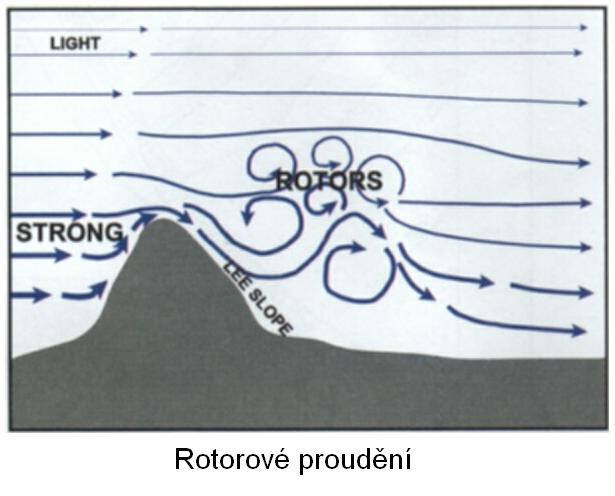 LIGHT
ROTORS
STRONG
LEE SLOPE
Rotorové proudění